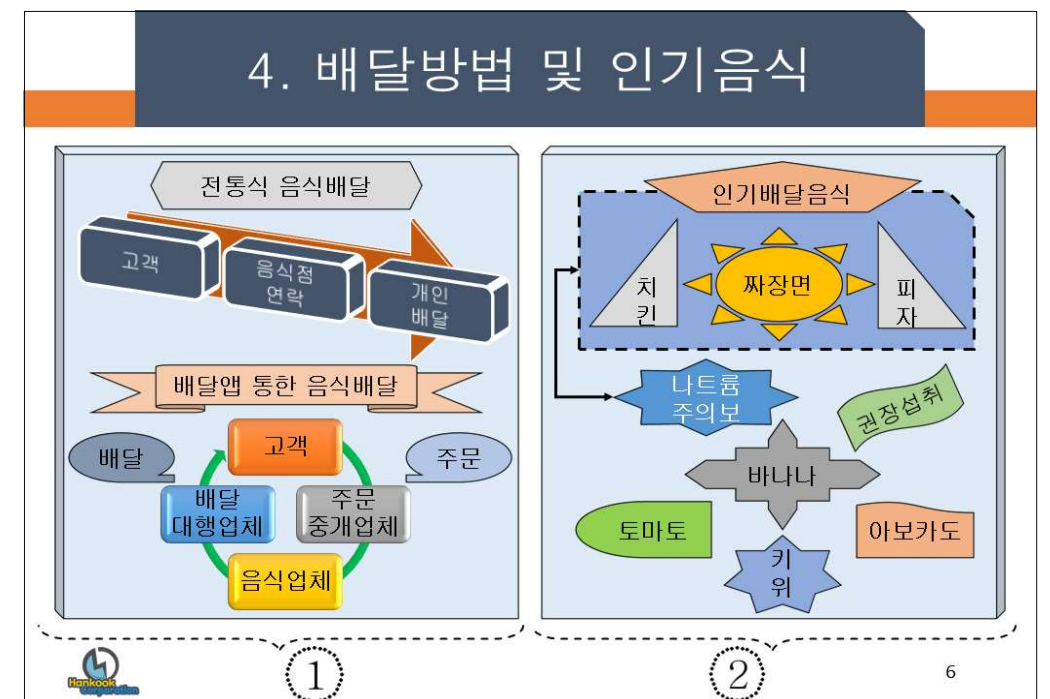 4. 배달방법 및 인기음식
전통식 음식배달
고객
음식점
연락
개인
배달
배달앱 통한 음식배달
배달
고객
주문
배달
대행업체
주문
중개업체
음식업체
1
인기배달음식
치
킨
짜장면
피
자
나트륨
주의보
권장섭취
바나나
토마토
아보카도
키
위
2
Hankook
Corporation
6